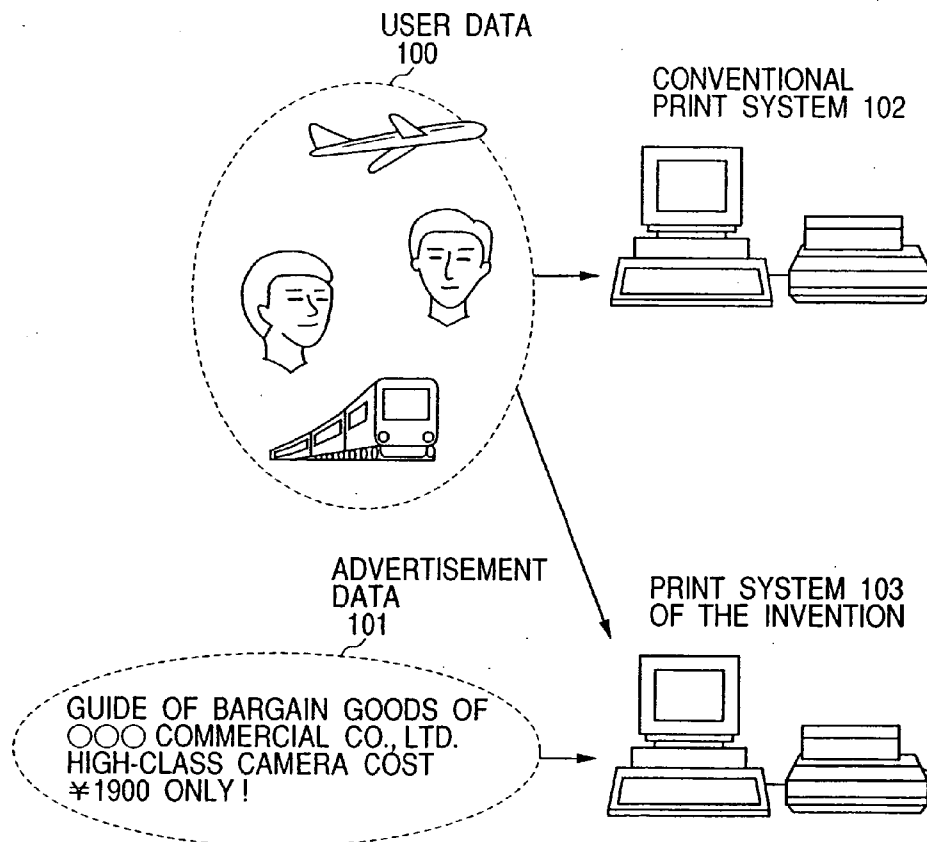 USER DATA
100
CONVENTIONAL
PRINT SYSTEM 102
ADVERTISEMENT
DATA
101
PRINT SYSTEM 103
OF THE INVENTION
GUIDE OF BARGAIN GOODS OF
○○○ COMMERCIAL CO., LTD.
HIGH-CLASS CAMERA COST
¥1900 ONLY!